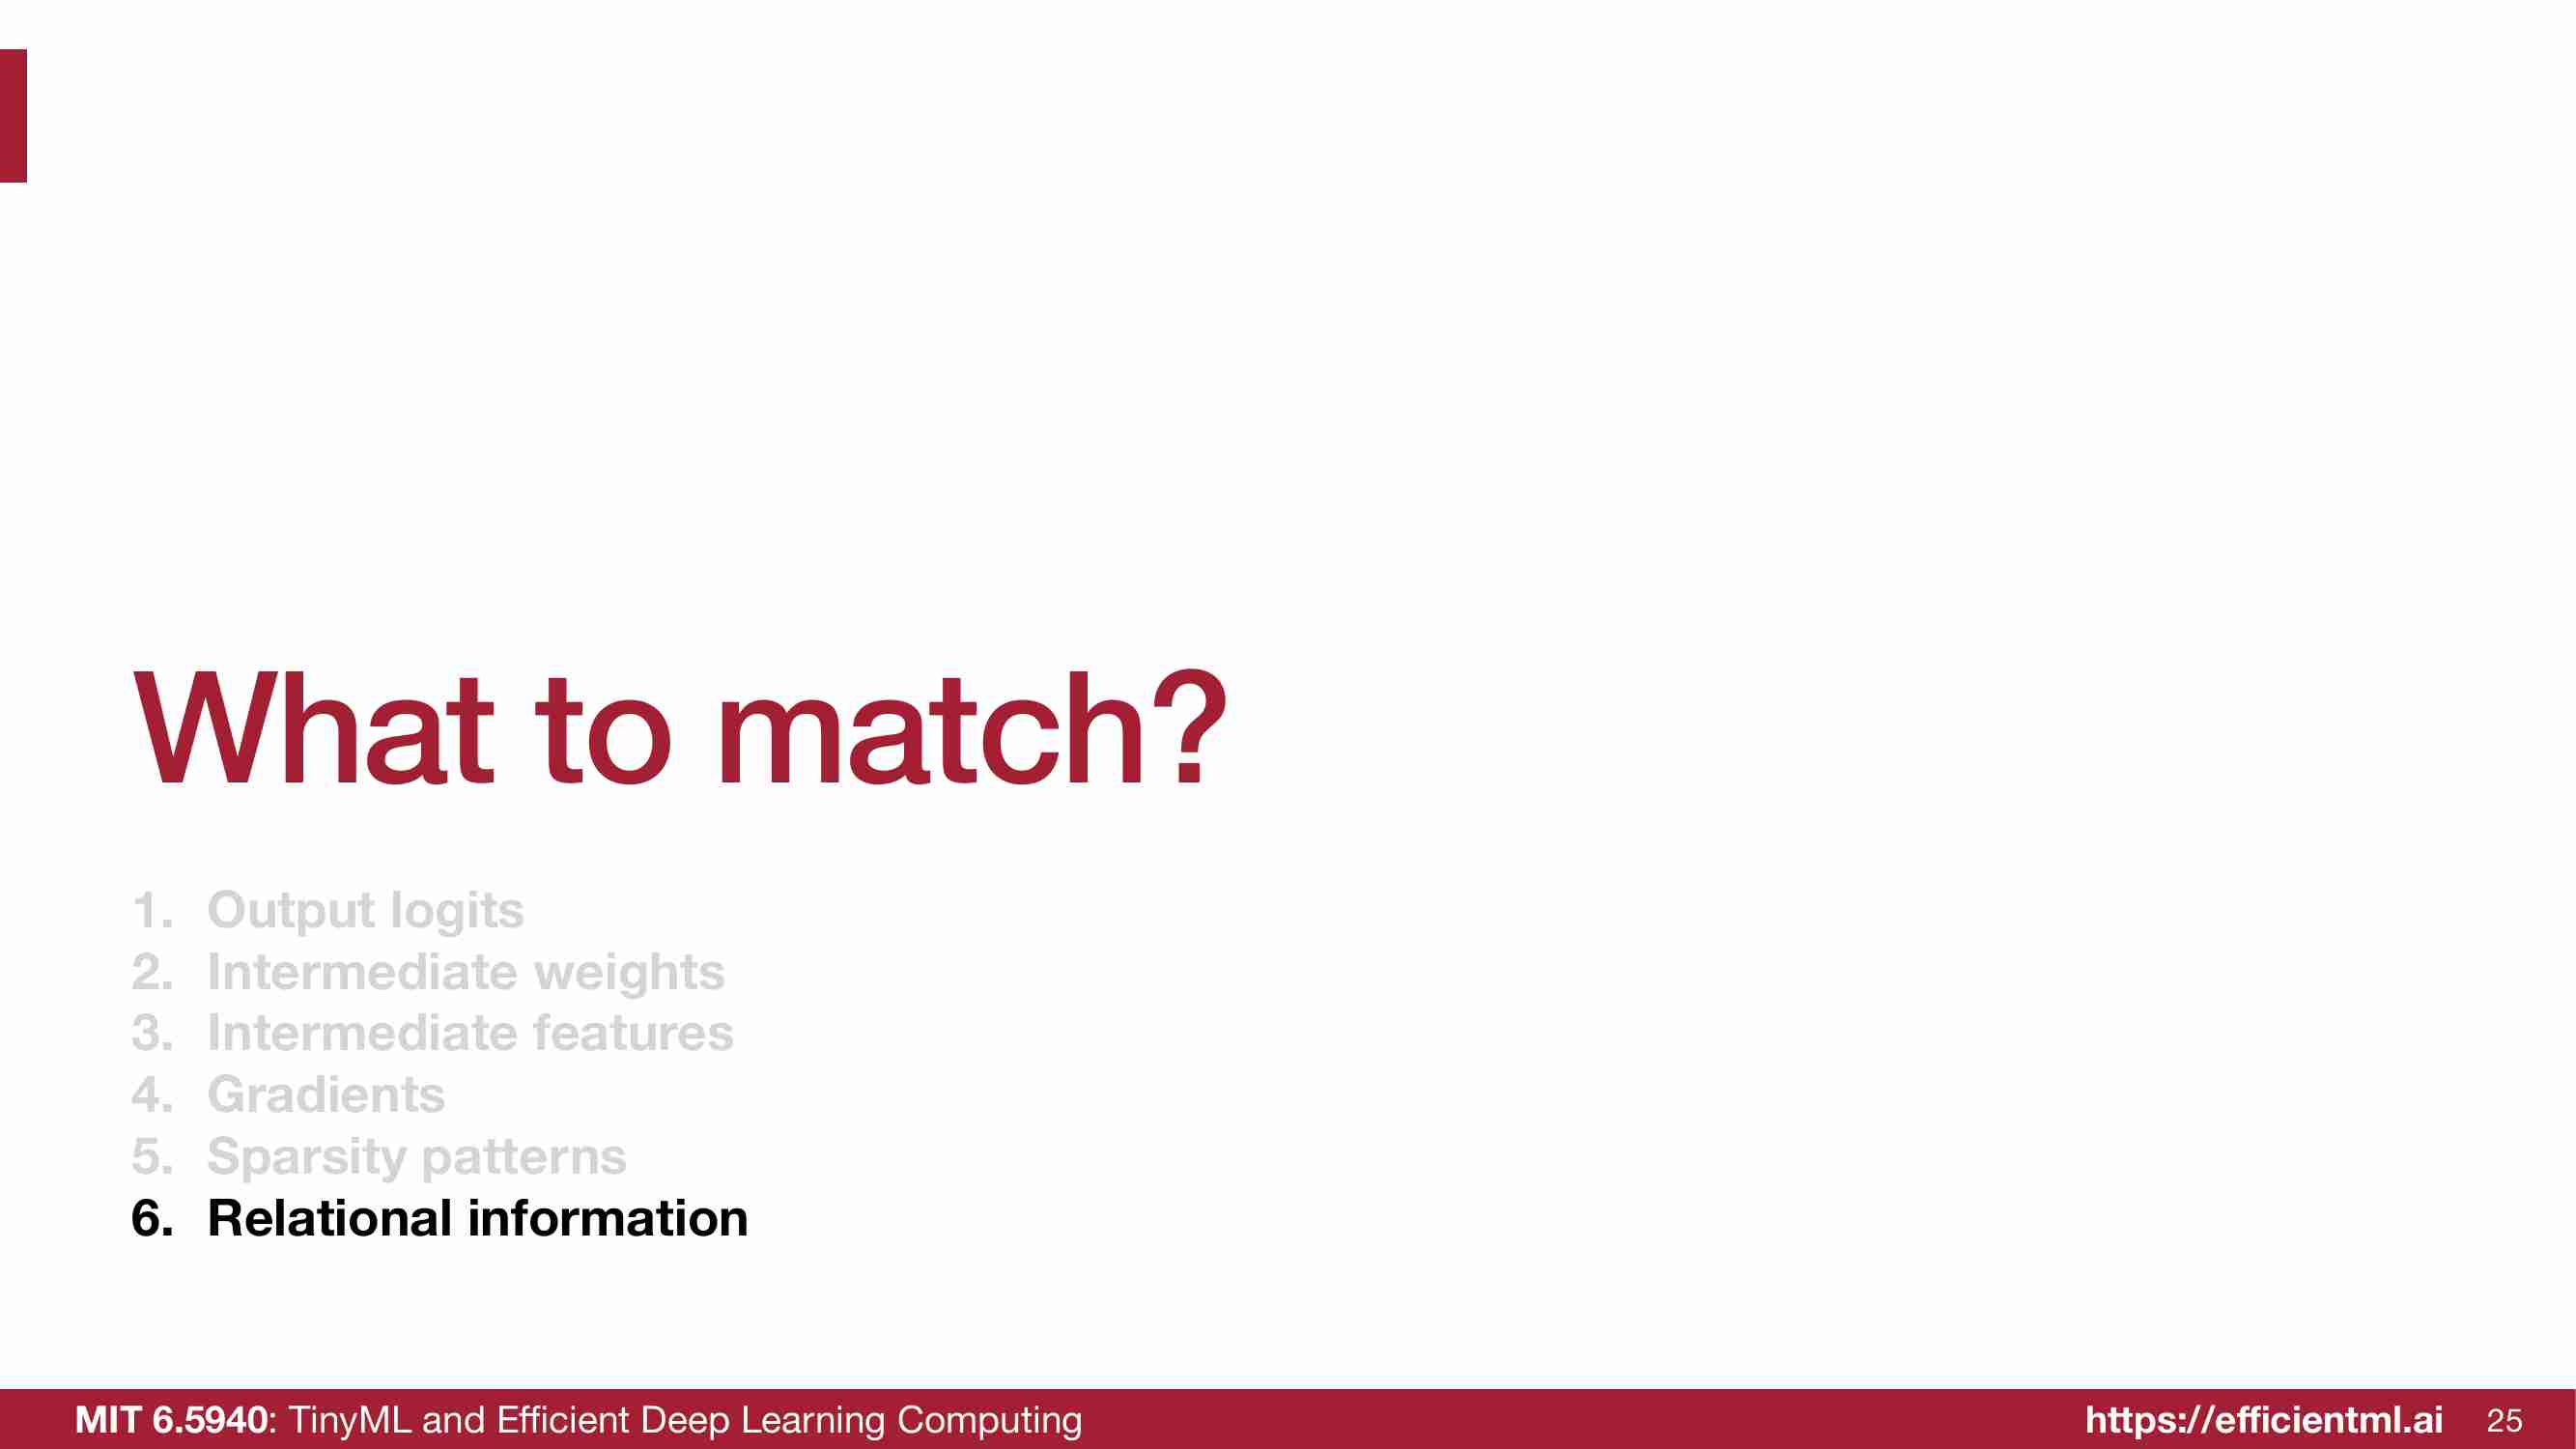 What to match?
1. Output logits
2. Intermediate weights
3. Intermediate features
4. Gradients
5. Sparsity patterns
6. Relational information
MIT 6.5940: TinyML and Efficient Deep Learning Computing
https://efficientml.ai 25